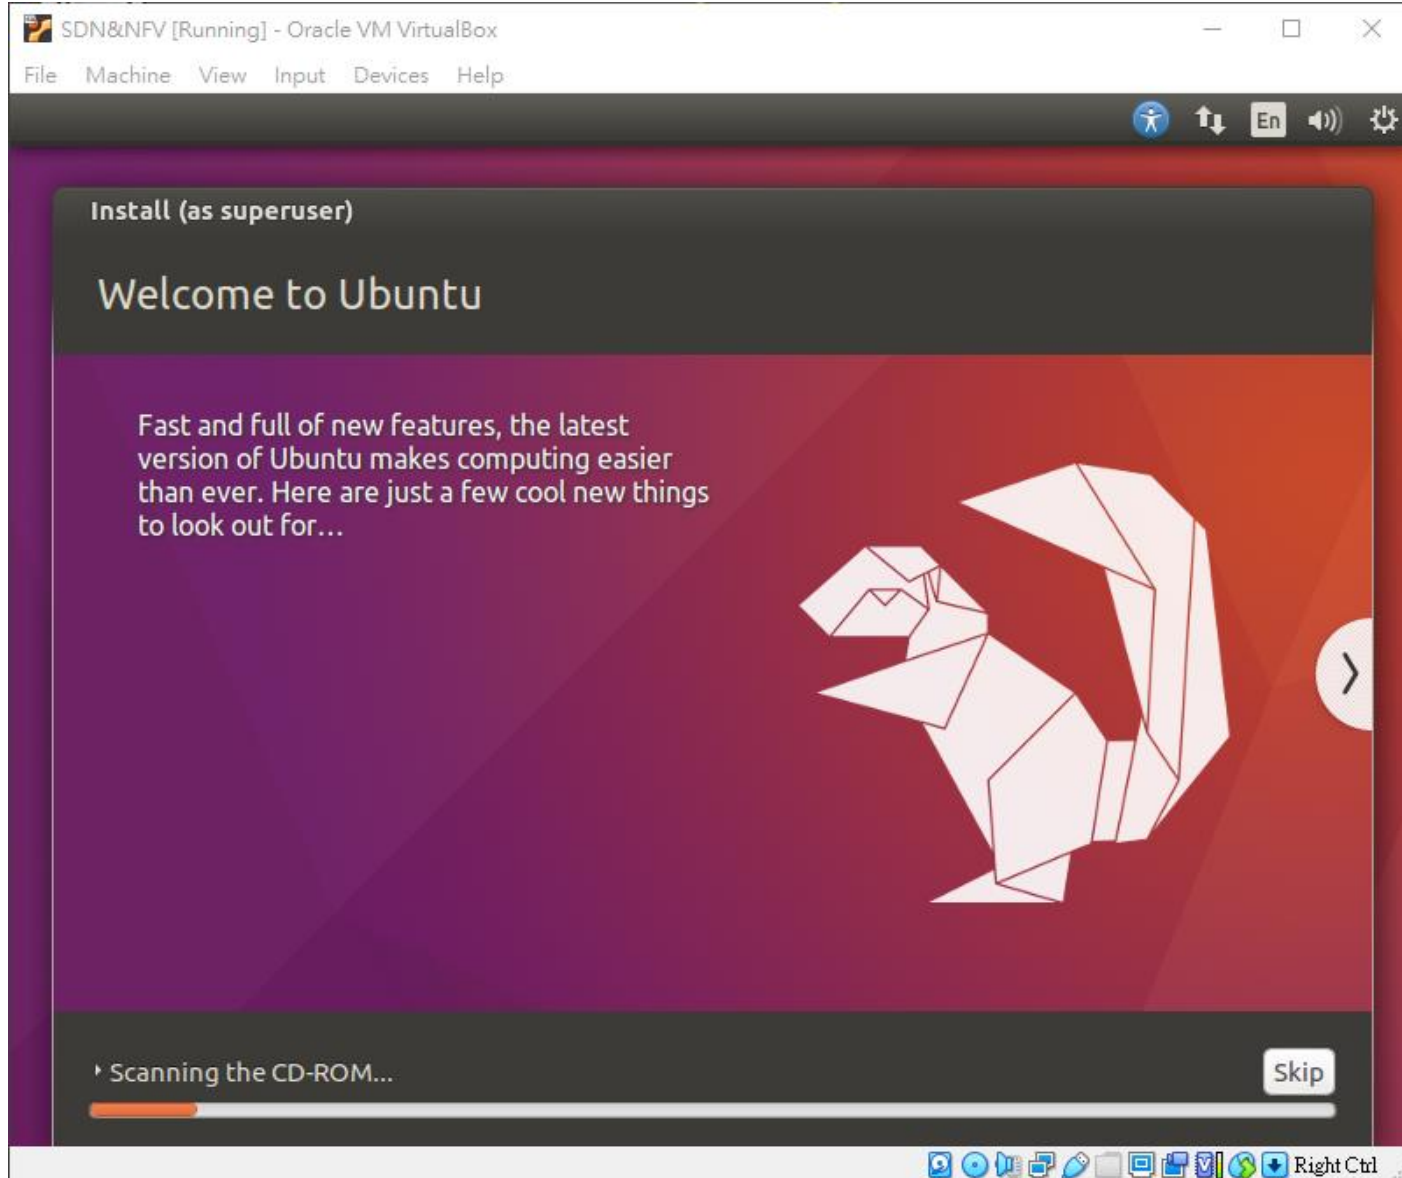 SDN&NFV [Running] - Oracle VM VirtualBox
File Machine View Input Devices Help
En
Install (as superuser)
Welcome to Ubuntu
Fast and full of new features, the latest
version of Ubuntu makes computing easier
than ever. Here are just a few cool new things
to look out for…
Scanning the CD-ROM...
Skip
Right Ctrl